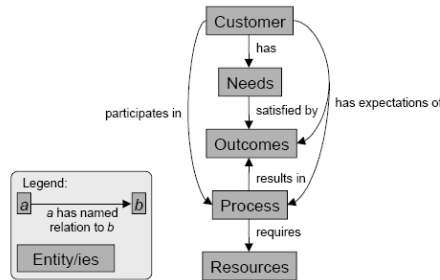 Customer
has
Needs
participates in
satisfied by
has expectations of
Outcomes
results in
Process
requires
Resources
Legend:
a
b
a has named
relation to b
Entity/ies